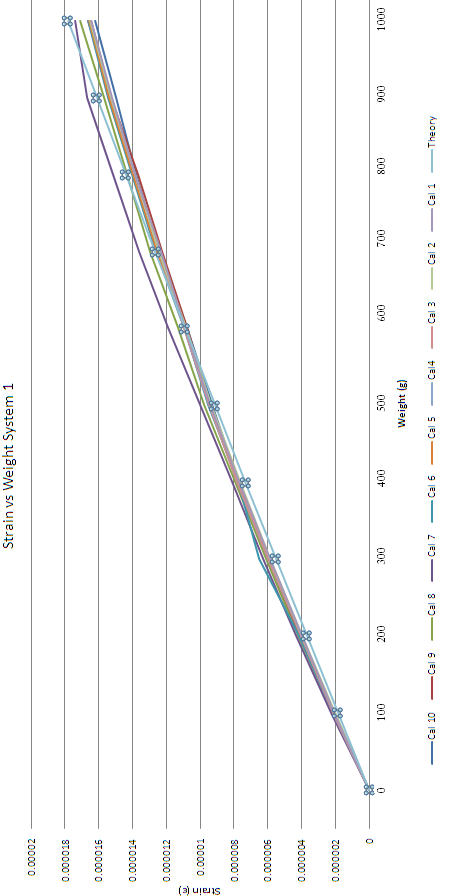 Strain vs Weight System 1
0.00002
0.000018
0.000016
0.000014
0.000012
0.00001
0.000008
0.000006
0.000004
0.000002
0
Strain (ε)
0
100
200
300
400
500
600
700
800
900
1000
Weight (g)
Cal 10
Cal 9
Cal 8
Cal 7
Cal 6
Cal 5
Cal4
Cal 3
Cal 2
Cal 1
Theory